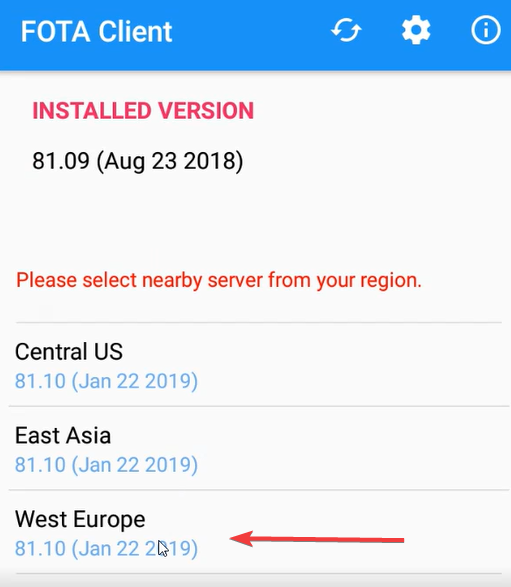 FOTA Client
INSTALLED VERSION
81.09 (Aug 23 2018)
Please select nearby server from your region.
Central US
81.10 (Jan 22 2019)
East Asia
81.10 (Jan 22 2019)
West Europe
81.10 (Jan 22 2019)